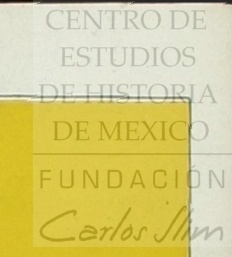 CENTRO DE
ESTUDIOS
DE HISTORIA
DE MEXICO
FUNDACIÓN
Carlos Slim